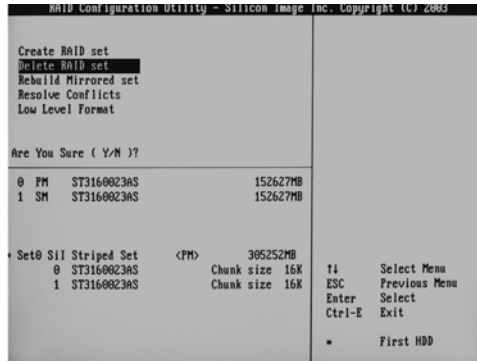 RAID Configuration Utility - Silicon Image Inc. Copyright (C) 2003
Create RAID set
Delete RAID set
Rebuild Mirrored set
Resolve Conflicts
Low Level Format
Are You Sure ( Y/N )?
0 PM ST3160023AS 152627MB
1 SM ST3160023AS 152627MB
* Set0 SiI Striped Set <PM> 305252MB
0 ST3160023AS Chunk size 16K
1 ST3160023AS Chunk size 16K
↑↓ Select Menu
ESC Previous Menu
Enter Select
Ctrl-E Exit
* First HDD